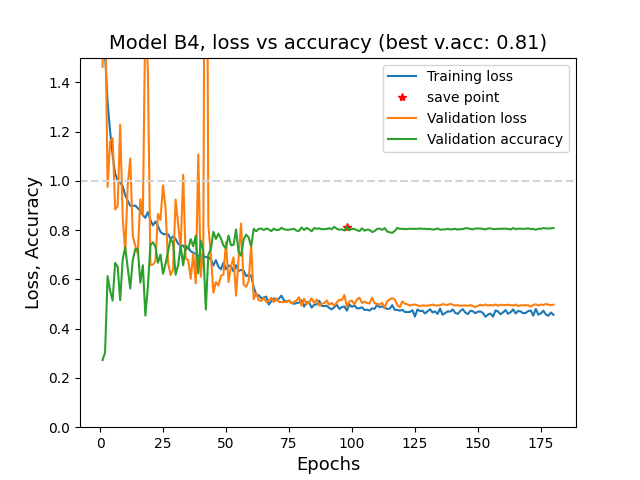 Model B4, loss vs accuracy (best v.acc: 0.81)
Training loss
save point
Validation loss
Validation accuracy
Loss, Accuracy
1.4
1.2
1.0
0.8
0.6
0.4
0.2
0.0
0 25 50 75 100 125 150 175
Epochs